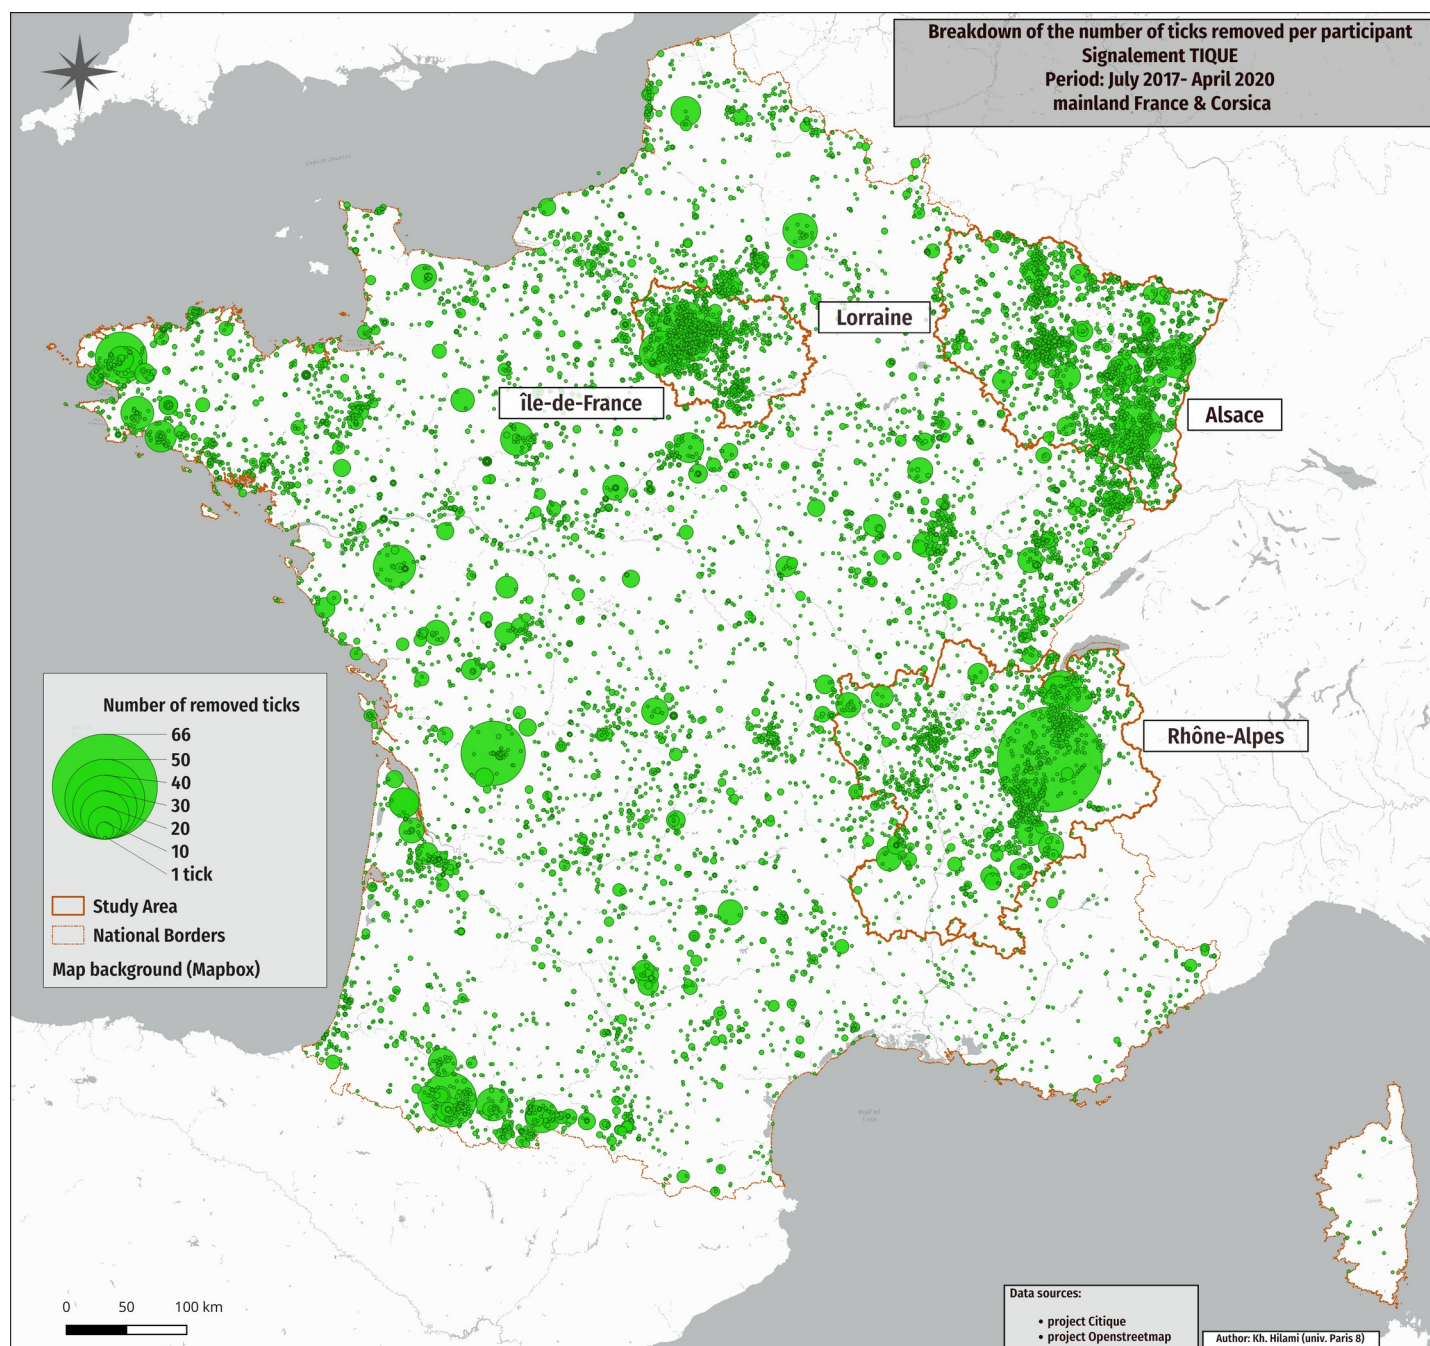 Breakdown of the number of ticks removed per participant
Signalement TIQUE
Period: July 2017- April 2020
mainland France & Corsica
Lorraine
île-de-France
Alsace
Rhône-Alpes
Number of removed ticks
66
50
40
30
20
10
1 tick
Study Area
National Borders
Map background (Mapbox)
0 50 100 km
Data sources:
• project Citique
• project Openstreetmap
Author: Kh. Hilami (univ. Paris 8)